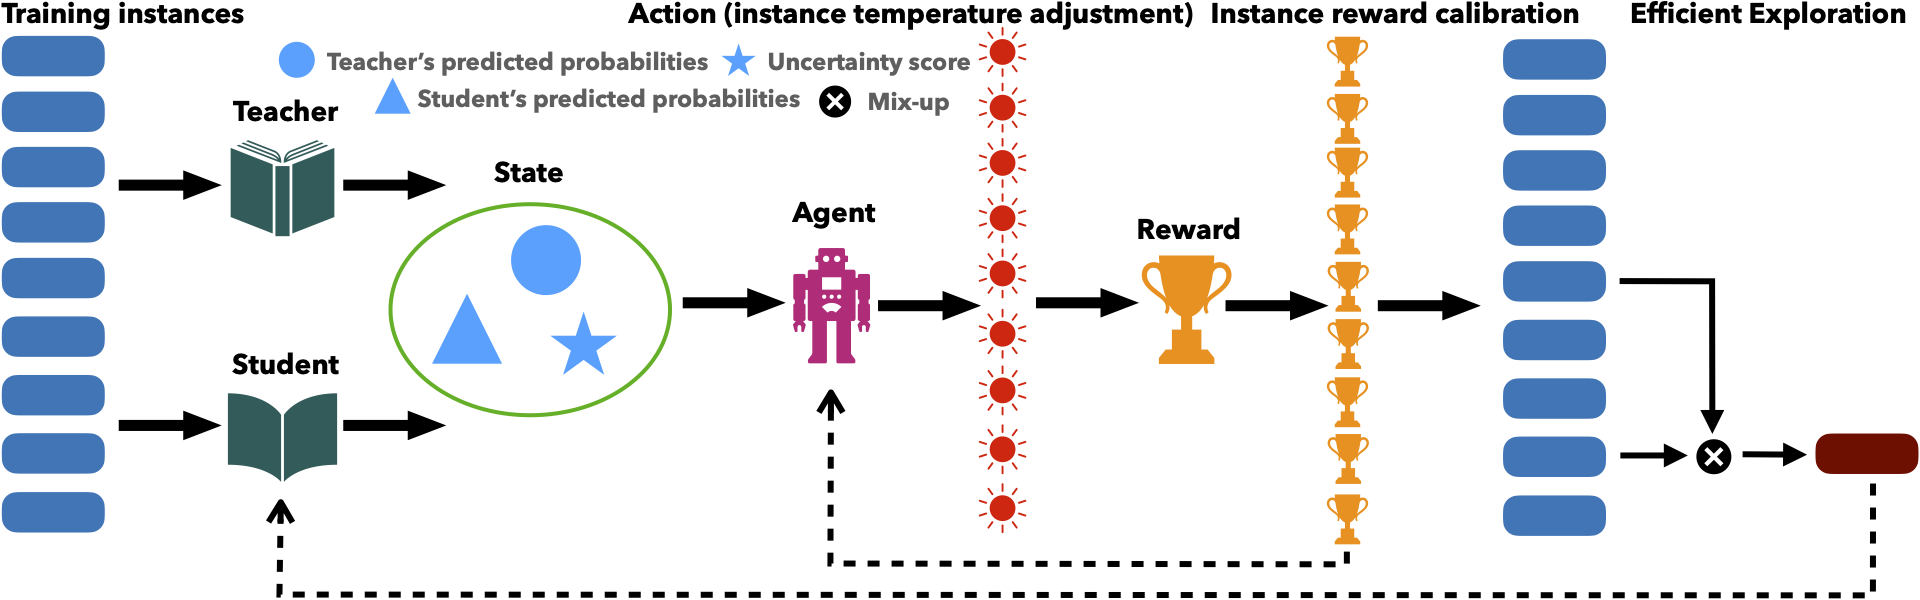 Training instances
Action (instance temperature adjustment)
Instance reward calibration
Efficient Exploration
Teacher's predicted probabilities
Uncertainty score
Student's predicted probabilities
Mix-up
Teacher
State
Agent
Reward
Student